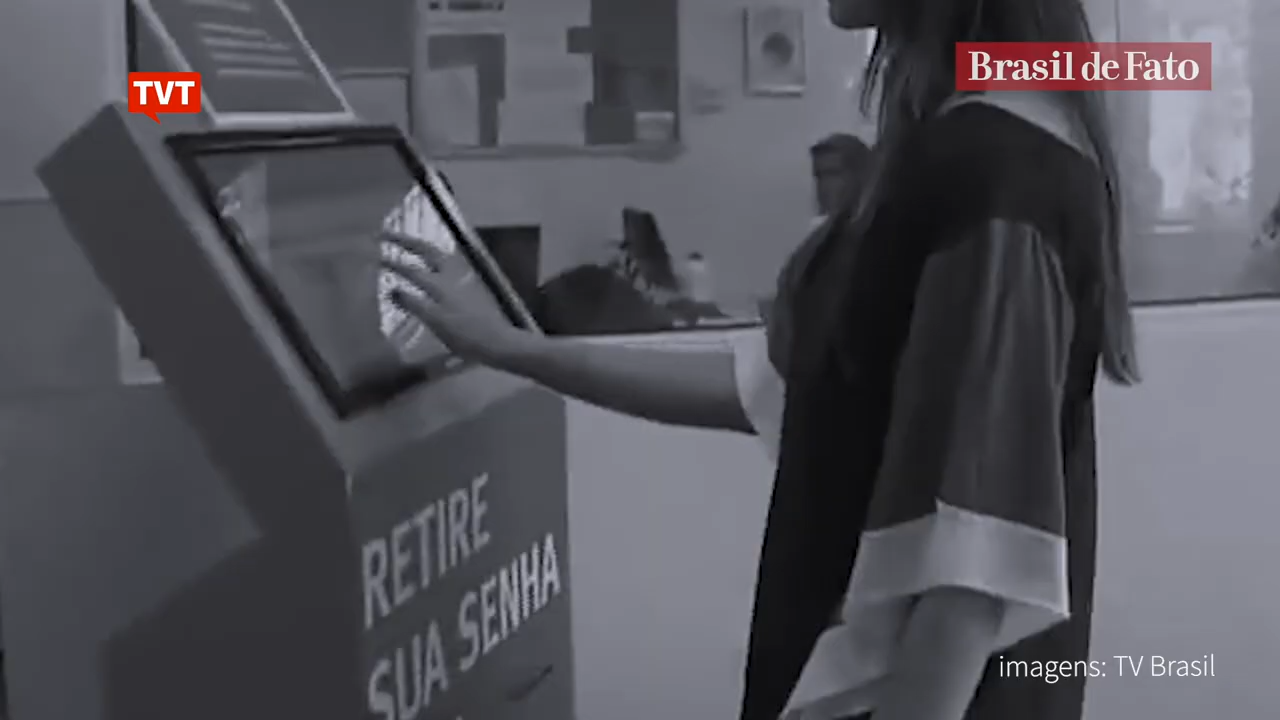 TVT
Brasil de Fato
RETIRE
SUA SENHA
imagens: TV Brasil